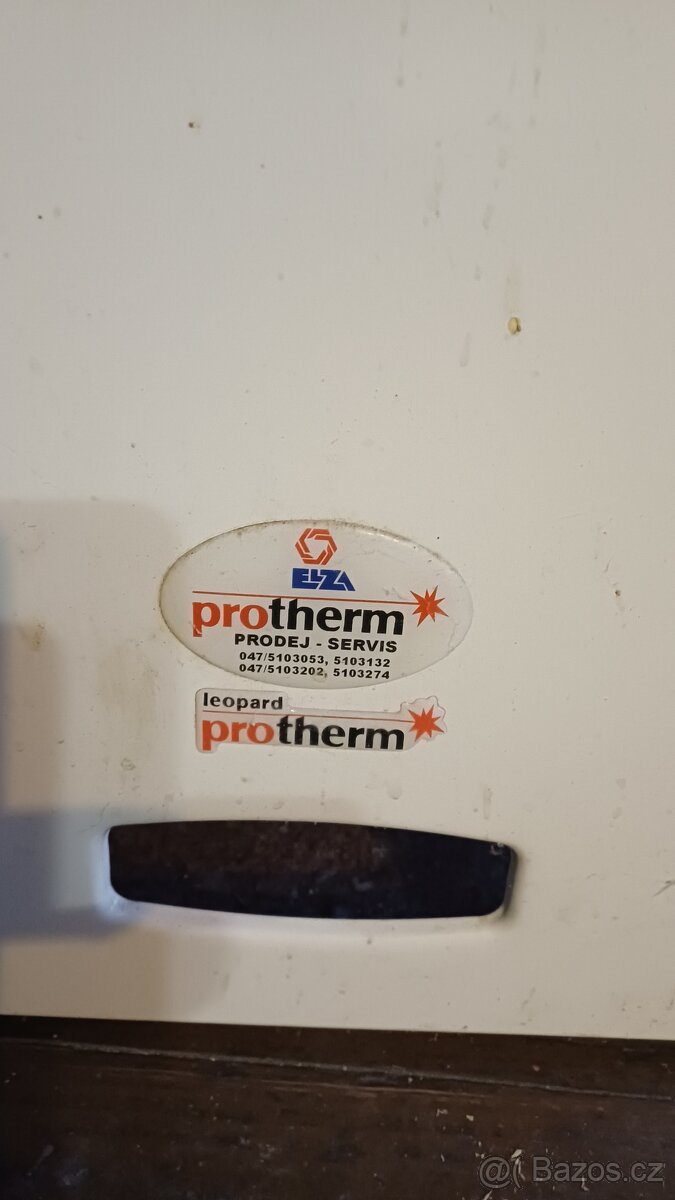 ELZA
protherm
PRODEJ - SERVIS
047/5103053, 5103132
047/5103202, 5103274
leopard
protherm
@Bazos.cz